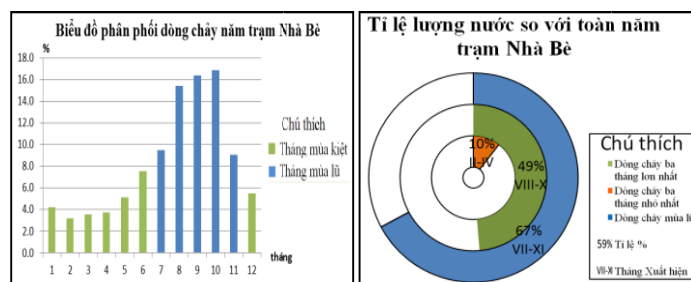 Biểu đồ phân phối dòng chảy năm trạm Nhà Bè
%
18.0
16.0
14.0
12.0
10.0
8.0
6.0
4.0
2.0
0.0
1 2 3 4 5 6 7 8 9 10 11 12
tháng
Chú thích
Tháng mùa kiệt
Tháng mùa lũ
Tỉ lệ lượng nước so với toàn năm
trạm Nhà Bè
10%
II-IV
49%
VIII-X
67%
VII-XI
Chú thích
Dòng chảy ba
tháng lơn nhất
Dòng chảy ba
tháng nhỏ nhất
Dòng chảy mùa lũ
59% Tỉ lệ %
VII-XI Tháng Xuất hiện